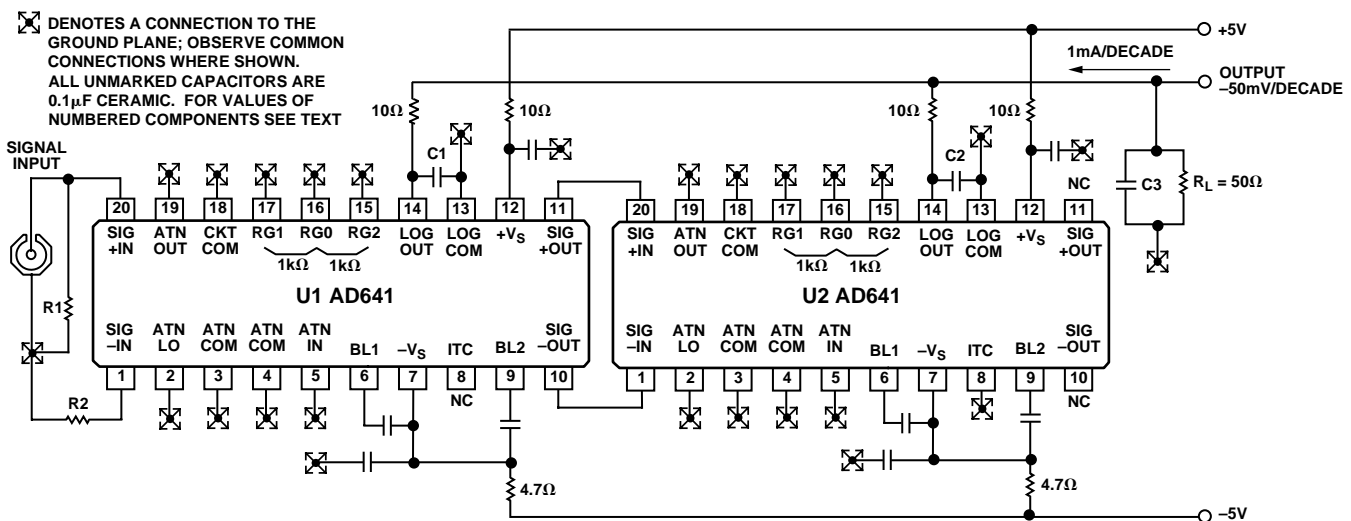 DENOTES A CONNECTION TO THE
GROUND PLANE; OBSERVE COMMON
CONNECTIONS WHERE SHOWN.
ALL UNMARKED CAPACITORS ARE
0.1μF CERAMIC. FOR VALUES OF
NUMBERED COMPONENTS SEE TEXT
+5V
1mA/DECADE
OUTPUT
–50mV/DECADE
SIGNAL
INPUT
10Ω
10Ω
10Ω
10Ω
C1
C2
NC
C3
RL = 50Ω
20 19 18 17 16 15 14 13 12 11
SIG +IN
ATN OUT
CKT COM
RG1
RG0
RG2
LOG OUT
LOG COM
+VS
SIG +OUT
1kΩ
1kΩ
R1
U1 AD641
SIG –IN
ATN LO
ATN COM
ATN COM
ATN IN
BL1
–VS
ITC
BL2
SIG –OUT
1 2 3 4 5 6 7 8 9 10
NC
R2
4.7Ω
20 19 18 17 16 15 14 13 12 11
SIG +IN
ATN OUT
CKT COM
RG1
RG0
RG2
LOG OUT
LOG COM
+VS
SIG +OUT
1kΩ
1kΩ
U2 AD641
SIG –IN
ATN LO
ATN COM
ATN COM
ATN IN
BL1
–VS
ITC
BL2
SIG –OUT
1 2 3 4 5 6 7 8 9 10
NC
4.7Ω
–5V